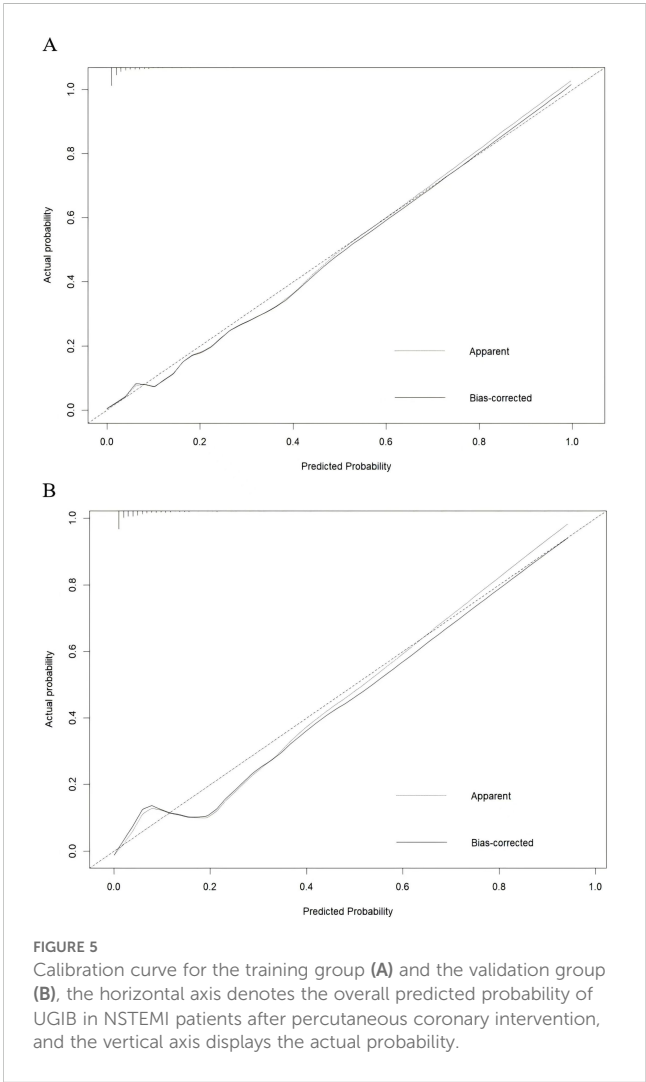 A
1.0
0.8
0.6
0.4
0.2
0.0
Actual probability
Apparent
Bias-corrected
0.0 0.2 0.4 0.6 0.8 1.0
Predicted Probability
B
1.0
0.8
0.6
0.4
0.2
0.0
Actual probability
Apparent
Bias-corrected
0.0 0.2 0.4 0.6 0.8 1.0
Predicted Probability
FIGURE 5
Calibration curve for the training group (A) and the validation group
(B), the horizontal axis denotes the overall predicted probability of
UGIB in NSTEMI patients after percutaneous coronary intervention,
and the vertical axis displays the actual probability.